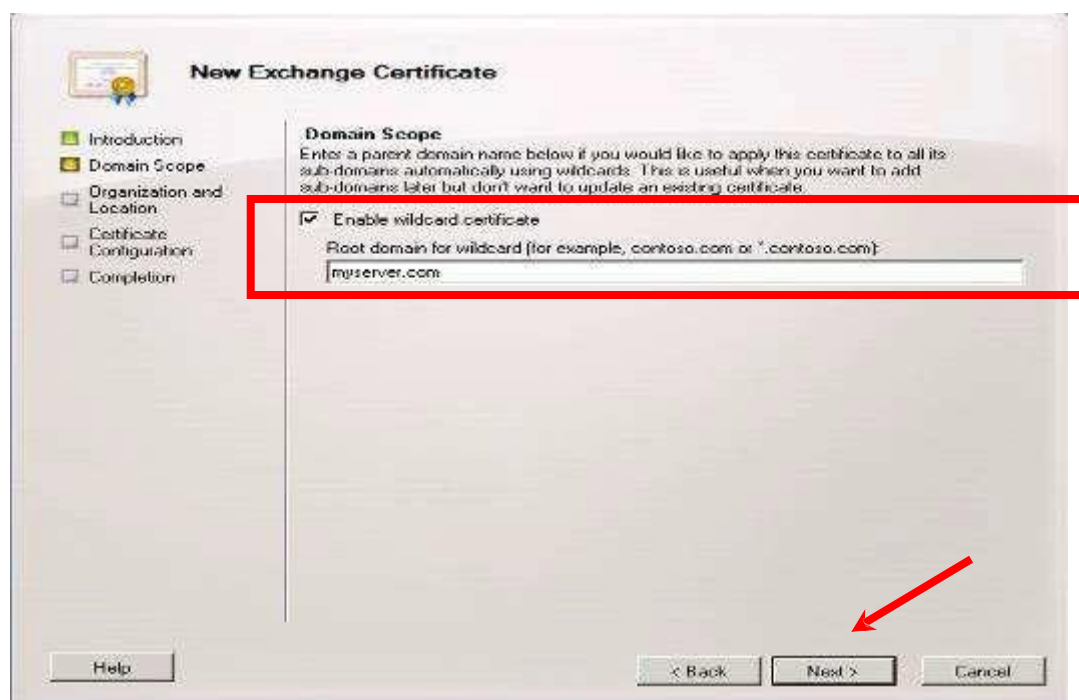 New Exchange Certificate
Introduction
Domain Scope
Organization and
Location
Certificate
Configuration
Completion
Domain Scope
Enter a parent domain name below if you would like to apply this certificate to all its
sub-domains automatically using wildcards. This is useful when you want to add
sub-domains later but don't want to update an existing certificate.
Enable wildcard certificate
Root domain for wildcard (for example, contoso.com or *.contoso.com):
myserver.com
Help
< Back
Next >
Cancel